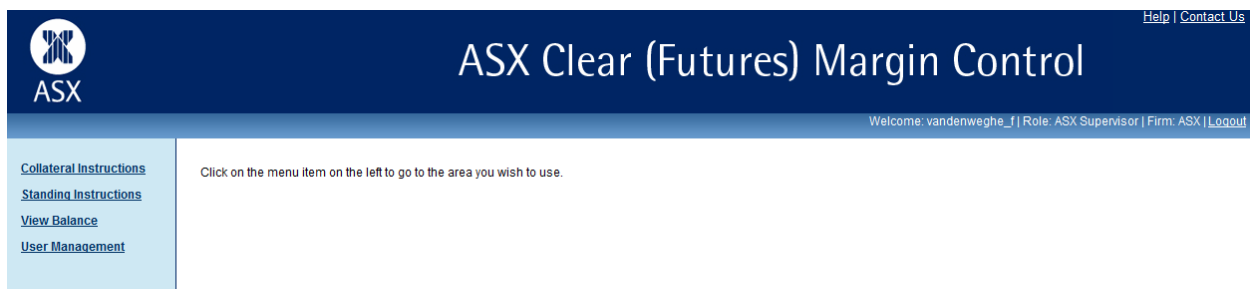 Help | Contact Us
ASX Clear (Futures) Margin Control
ASX
Welcome: vandenweghe_f | Role: ASX Supervisor | Firm: ASX | Logout
Collateral Instructions
Click on the menu item on the left to go to the area you wish to use.
Standing Instructions
View Balance
User Management